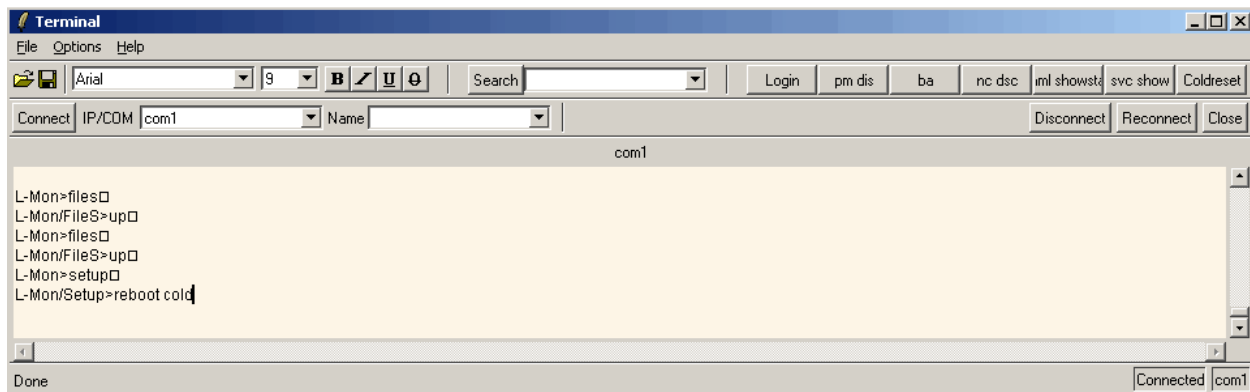 Terminal
File Options Help
Arial 9 B I U O Search Login pm dis ba nc dsc iml showsta svc show Coldreset
Connect IP/COM com1 Name Disconnect Reconnect Close
com1
L-Mon>files□
L-Mon/FileS>up□
L-Mon>files□
L-Mon/FileS>up□
L-Mon>setup□
L-Mon/Setup>reboot cold
Done Connected com1